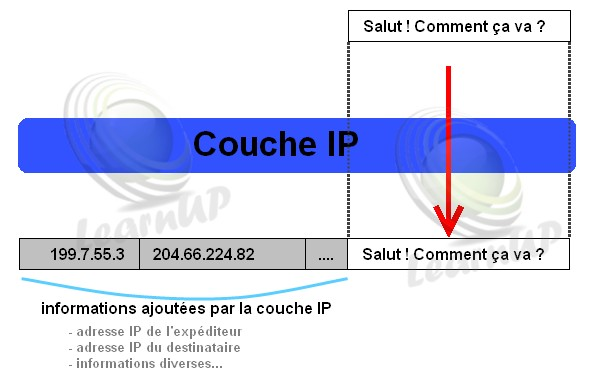 Salut ! Comment ça va ?
Couche IP
LearnUP
LearnUP
199.7.55.3 204.66.224.82 .... Salut ! Comment ça va ?
informations ajoutées par la couche IP
- adresse IP de l'expéditeur
- adresse IP du destinataire
- informations diverses...